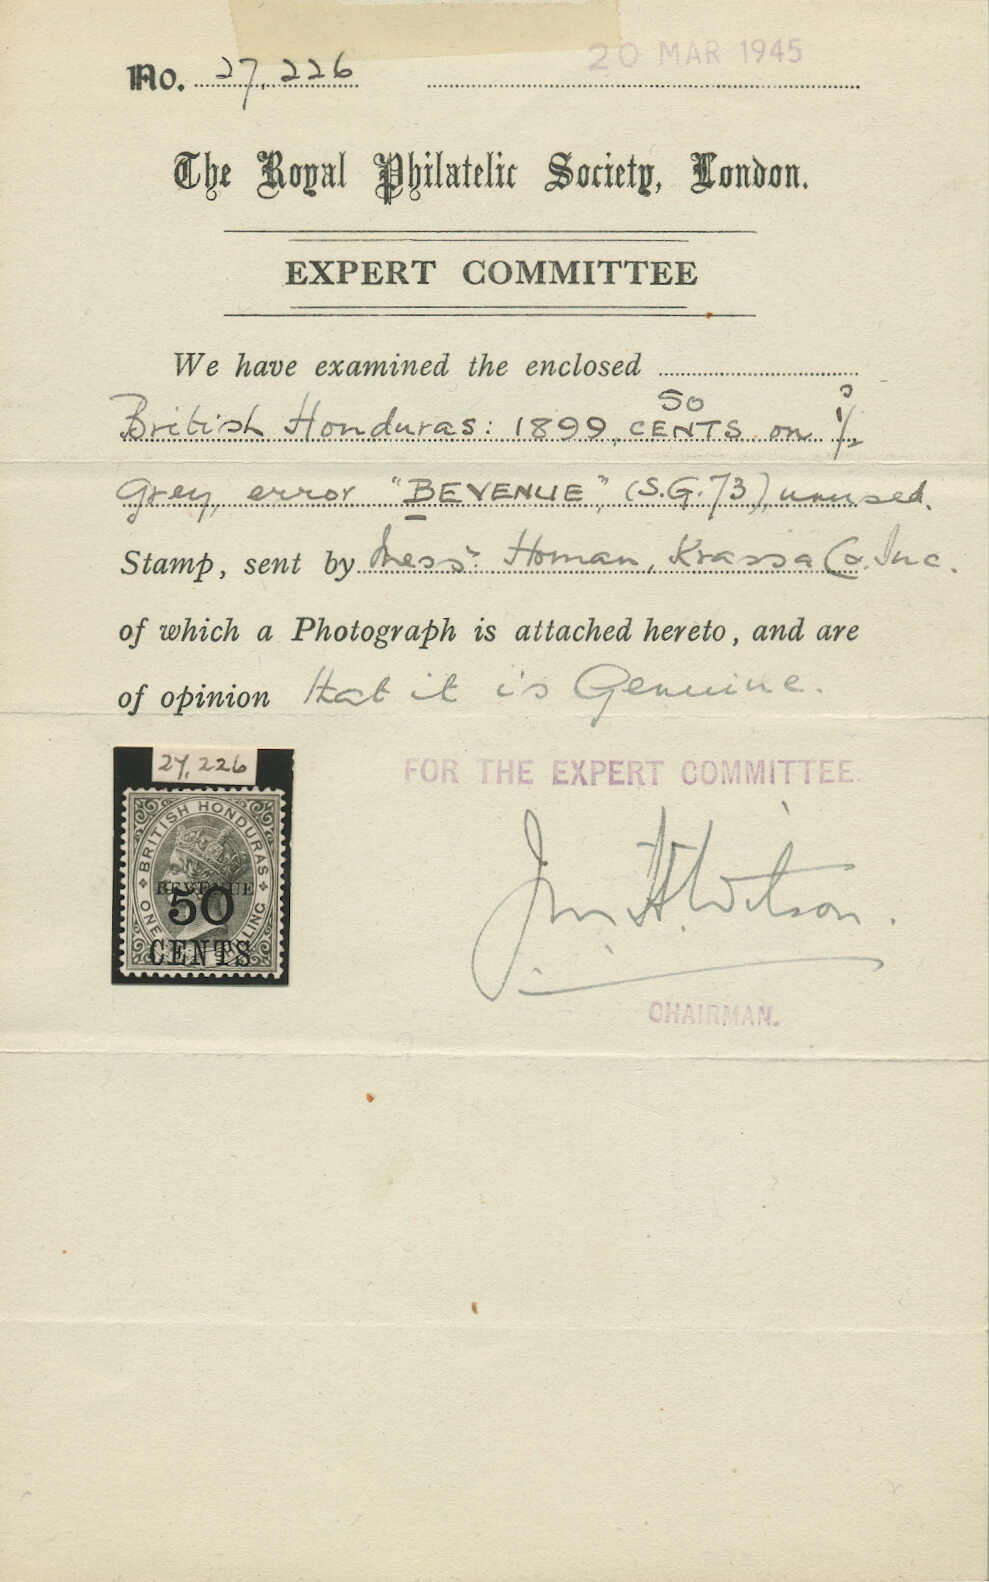 No. 27,226
20 MAR 1945
The Royal Philatelic Society, London.
EXPERT COMMITTEE
We have examined the enclosed
British Honduras: 1899, 50 CENTS on 1/-
Grey, error "BEVENUE", (S.G. 73), unused.
Stamp, sent by Messrs. Homan, Krassa Co. Inc.
of which a Photograph is attached hereto, and are
of opinion that it is Genuine.
27,226
BRITISH HONDURAS
BEVENUE
50
CENTS
ONE
FOR THE EXPERT COMMITTEE.
Jn. H. Wilson.
CHAIRMAN.